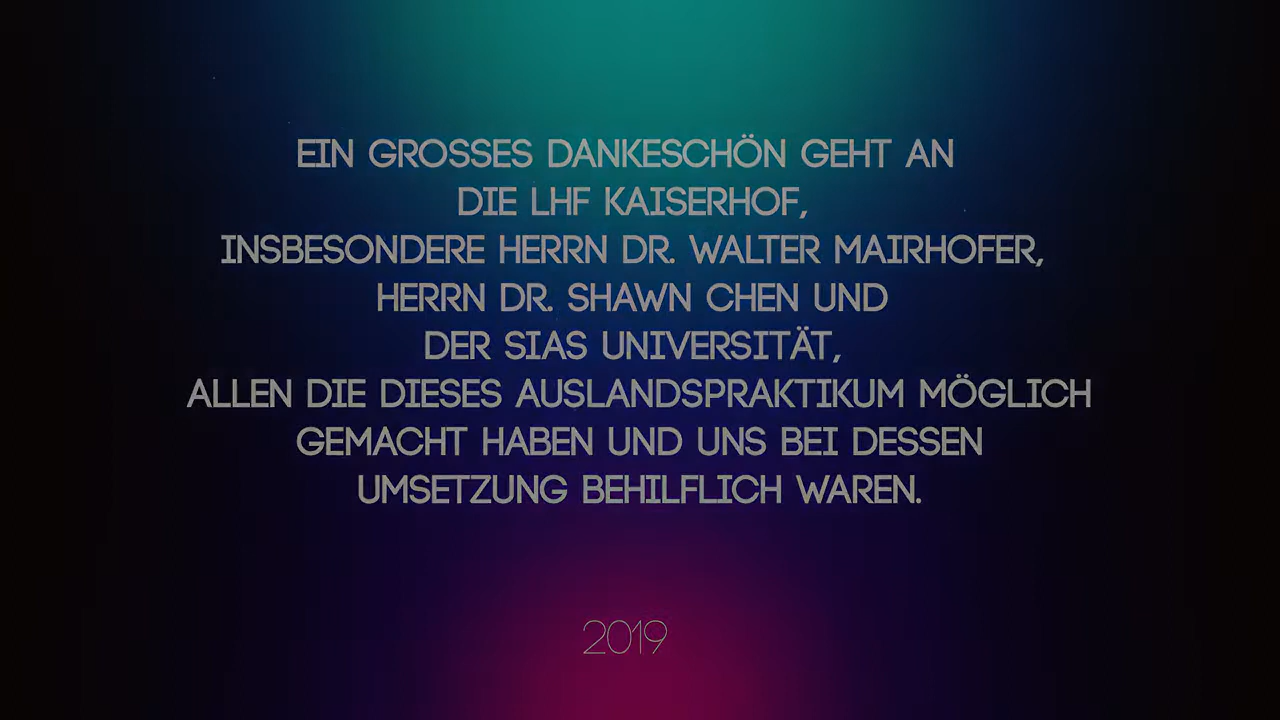 EIN GROSSES DANKESCHÖN GEHT AN
DIE LHF KAISERHOF,
INSBESONDERE HERRN DR. WALTER MAIRHOFER,
HERRN DR. SHAWN CHEN UND
DER SIAS UNIVERSITÄT,
ALLEN DIE DIESES AUSLANDSPRAKTIKUM MÖGLICH
GEMACHT HABEN UND UNS BEI DESSEN
UMSETZUNG BEHILFLICH WAREN.
2019